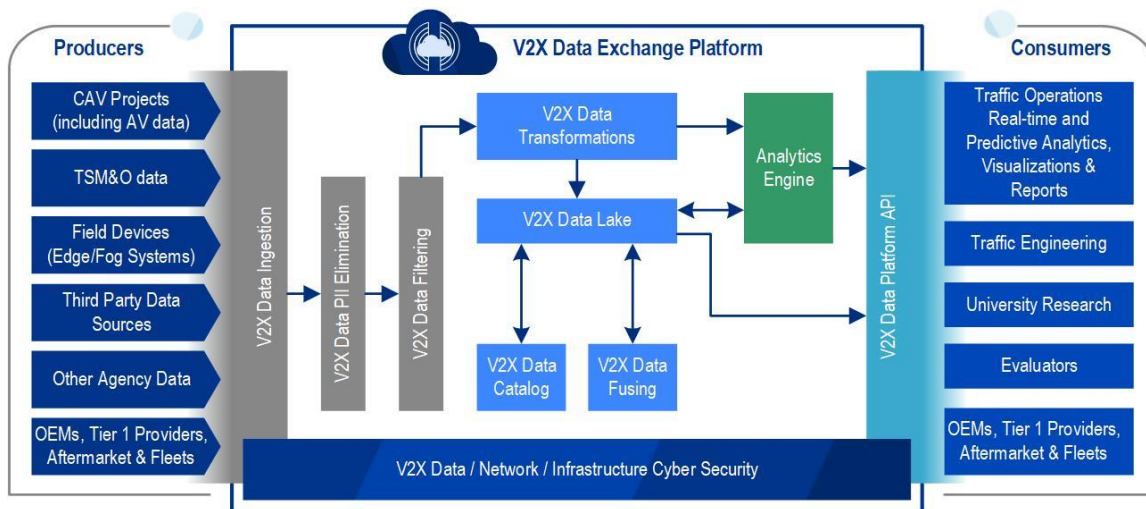 Producers
V2X Data Exchange Platform
Consumers
CAV Projects
(including AV data)
TSM&O data
Field Devices
(Edge/Fog Systems)
Third Party Data
Sources
Other Agency Data
OEMs, Tier 1 Providers,
Aftermarket & Fleets
V2X Data Ingestion
V2X Data PII Elimination
V2X Data Filtering
V2X Data
Transformations
V2X Data Lake
V2X Data
Catalog
V2X Data
Fusing
Analytics
Engine
V2X Data Platform API
Traffic Operations
Real-time and
Predictive Analytics,
Visualizations &
Reports
Traffic Engineering
University Research
Evaluators
OEMs, Tier 1 Providers,
Aftermarket & Fleets
V2X Data / Network / Infrastructure Cyber Security